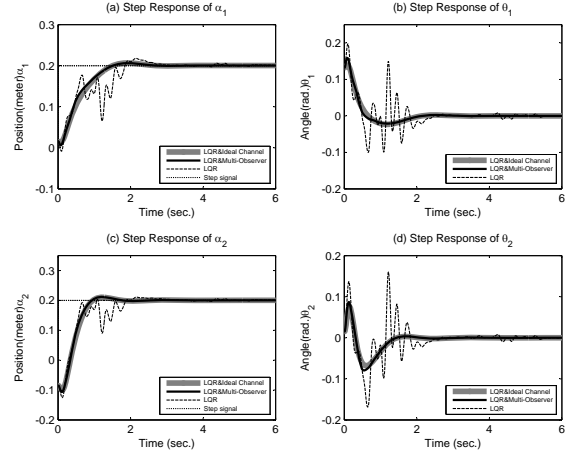 (a) Step Response of α1
Position(meter)α1
0.3
0.2
0.1
0
-0.1
0
2
4
6
Time (sec.)
LQR&Ideal Channel
LQR&Multi-Observer
LQR
Step signal
(b) Step Response of θ1
Angle(rad.)θ1
0.2
0.1
0
-0.1
-0.2
0
2
4
6
Time (sec.)
LQR&Ideal Channel
LQR&Multi-Observer
LQR
(c) Step Response of α2
Position(meter)α2
0.3
0.2
0.1
0
-0.1
-0.2
0
2
4
6
Time (sec.)
LQR&Ideal Channel
LQR&Multi-Observer
LQR
Step signal
(d) Step Response of θ2
Angle(rad.)θ2
0.2
0.1
0
-0.1
-0.2
0
2
4
6
Time (sec.)
LQR&Ideal Channel
LQR&Multi-Observer
LQR